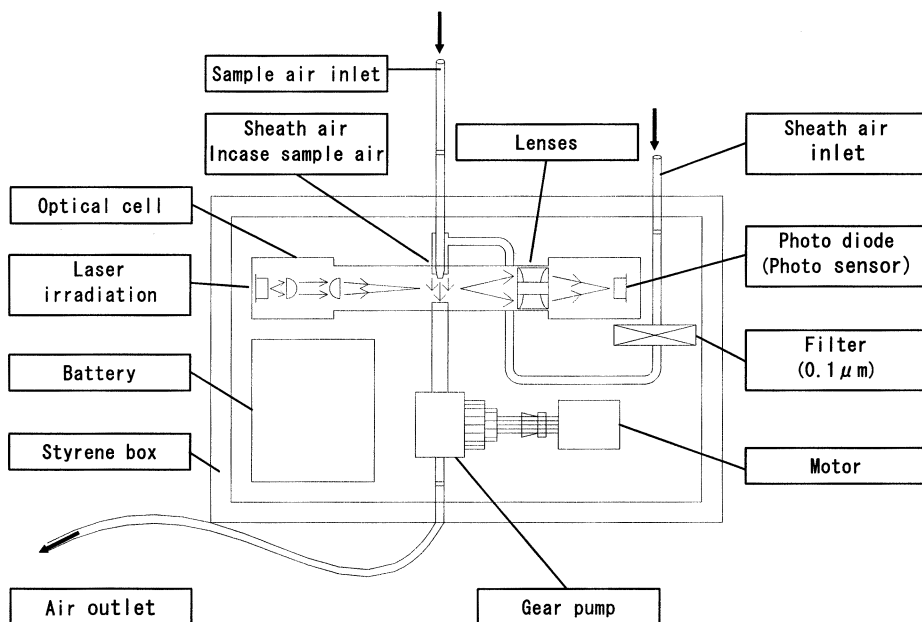 Sample air inlet
Sheath air
Incase sample air
Lenses
Sheath air
inlet
Optical cell
Laser
irradiation
Photo diode
(Photo sensor)
Battery
Filter
(0.1μm)
Styrene box
Motor
Air outlet
Gear pump